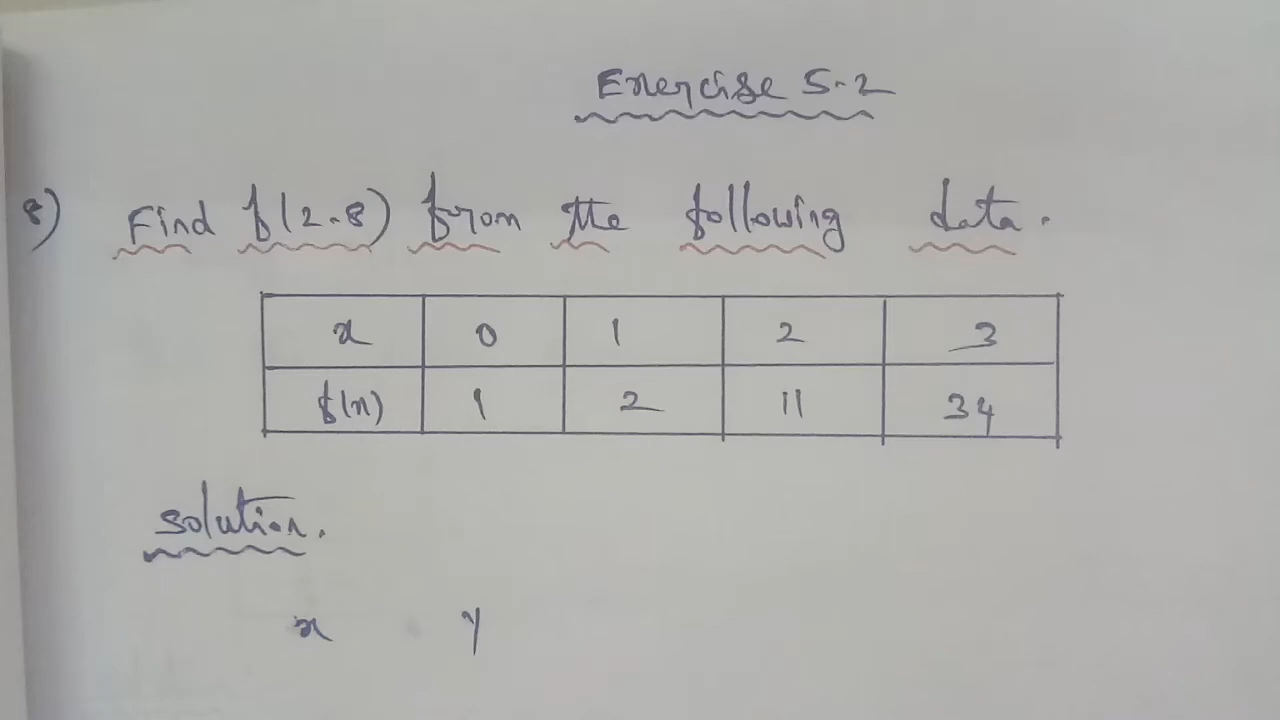 Exercise 5.2
8) Find f(2.8) from the following data.
x 0 1 2 3
f(x) 1 2 11 34
Solution.
x y